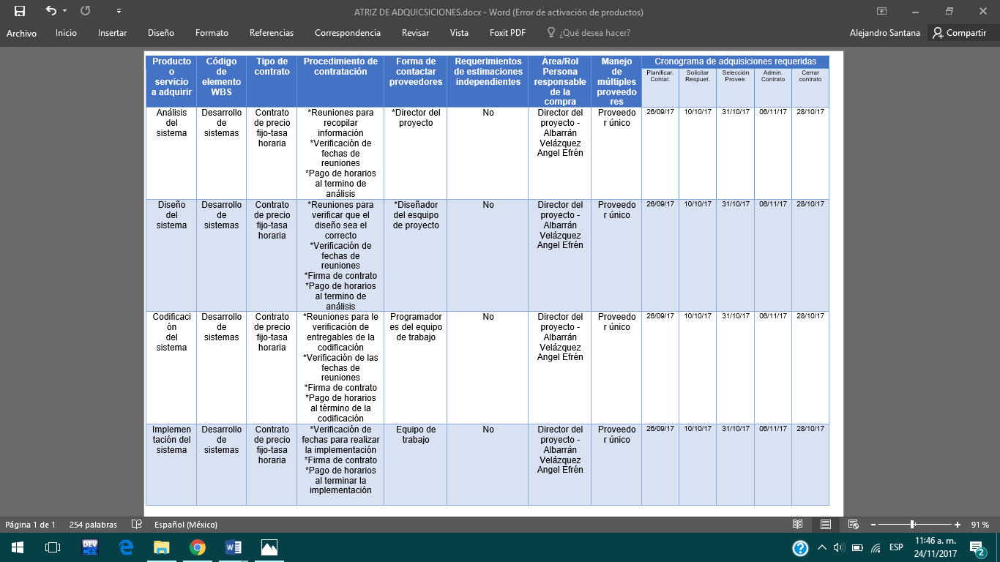 ATRIZ DE ADQUICSICIONES.docx - Word (Error de activación de productos)
Archivo Inicio Insertar Diseño Formato Referencias Correspondencia Revisar Vista Foxit PDF ¿Qué desea hacer? Alejandro Santana Compartir
Producto
o
servicio
a adquirir
Código
de
elemento
WBS
Tipo de
contrato
Procedimiento de
contratación
Forma de
contactar
proveedores
Requerimientos
de estimaciones
independientes
Área/Rol
Persona
responsable
de la
compra
Manejo
de
múltiples
proveedo
res
Cronograma de adquisiciones requeridas
Planificar.
Contat.
Solicitar
Respuet.
Selección
Provee.
Admin.
Contrato
Cerrar
contrato
Análisis
del
sistema
Desarrollo
de
sistemas
Contrato
de precio
fijo-tasa
horaria
*Reuniones para
recopilar
información
*Verificación de
fechas de
reuniones
*Pago de horarios
al termino de
análisis
*Director del
proyecto
No
Director del
proyecto -
Albarrán
Velázquez
Angel Efrén
Proveedo
r único
26/09/17
10/10/17
31/10/17
06/11/17
28/10/17
Diseño
del
sistema
Desarrollo
de
sistemas
Contrato
de precio
fijo-tasa
horaria
*Reuniones para
verificar que el
diseño sea el
correcto
*Verificación de
fechas de
reuniones
*Firma de contrato
*Pago de horarios
al termino de
análisis
*Diseñador
del esquipo
de proyecto
No
Director del
proyecto -
Albarrán
Velázquez
Angel Efrén
Proveedo
r único
26/09/17
10/10/17
31/10/17
06/11/17
28/10/17
Codificaci
ón
del
sistema
Desarrollo
de
sistemas
Contrato
de precio
fijo-tasa
horaria
*Reuniones para le
verificación de
entregables de la
codificación
*Verificación de las
fechas de
reuniones
*Firma de contrato
*Pago de horarios
al término de la
codificación
Programador
es del equipo
de trabajo
No
Director del
proyecto -
Albarrán
Velázquez
Angel Efrén
Proveedo
r único
26/09/17
10/10/17
31/10/17
06/11/17
28/10/17
Implemen
tación del
sistema
Desarrollo
de
sistemas
Contrato
de precio
fijo-tasa
horaria
*Verificación de
fechas para realizar
la implementación
*Firma de contrato
*Pago de horarios
al terminar la
implementación
Equipo de
trabajo
No
Director del
proyecto -
Albarrán
Velázquez
Angel Efrén
Proveedo
r único
26/09/17
10/10/17
31/10/17
06/11/17
28/10/17
Página 1 de 1 254 palabras Español (México) 91 %
DEV
C++
ESP
11:46 a. m.
24/11/2017
2